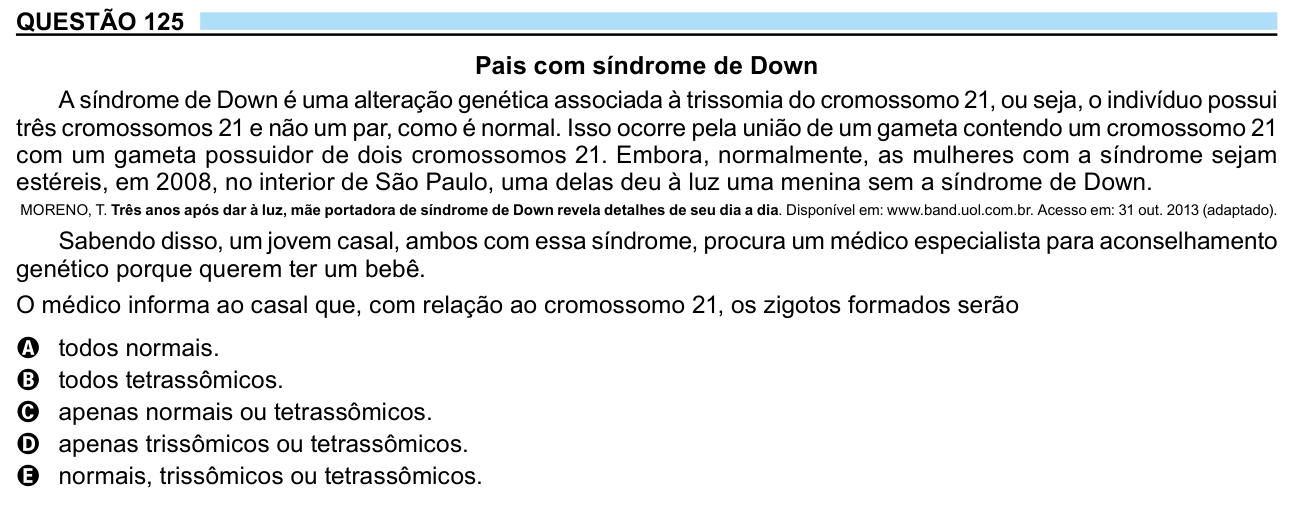 QUESTÃO 125
Pais com síndrome de Down
A síndrome de Down é uma alteração genética associada à trissomia do cromossomo 21, ou seja, o indivíduo possui
três cromossomos 21 e não um par, como é normal. Isso ocorre pela união de um gameta contendo um cromossomo 21
com um gameta possuidor de dois cromossomos 21. Embora, normalmente, as mulheres com a síndrome sejam
estéreis, em 2008, no interior de São Paulo, uma delas deu à luz uma menina sem a síndrome de Down.
MORENO, T. Três anos após dar à luz, mãe portadora de síndrome de Down revela detalhes de seu dia a dia. Disponível em: www.band.uol.com.br. Acesso em: 31 out. 2013 (adaptado).
Sabendo disso, um jovem casal, ambos com essa síndrome, procura um médico especialista para aconselhamento
genético porque querem ter um bebê.
O médico informa ao casal que, com relação ao cromossomo 21, os zigotos formados serão
A todos normais.
B todos tetrassômicos.
C apenas normais ou tetrassômicos.
D apenas trissômicos ou tetrassômicos.
E normais, trissômicos ou tetrassômicos.